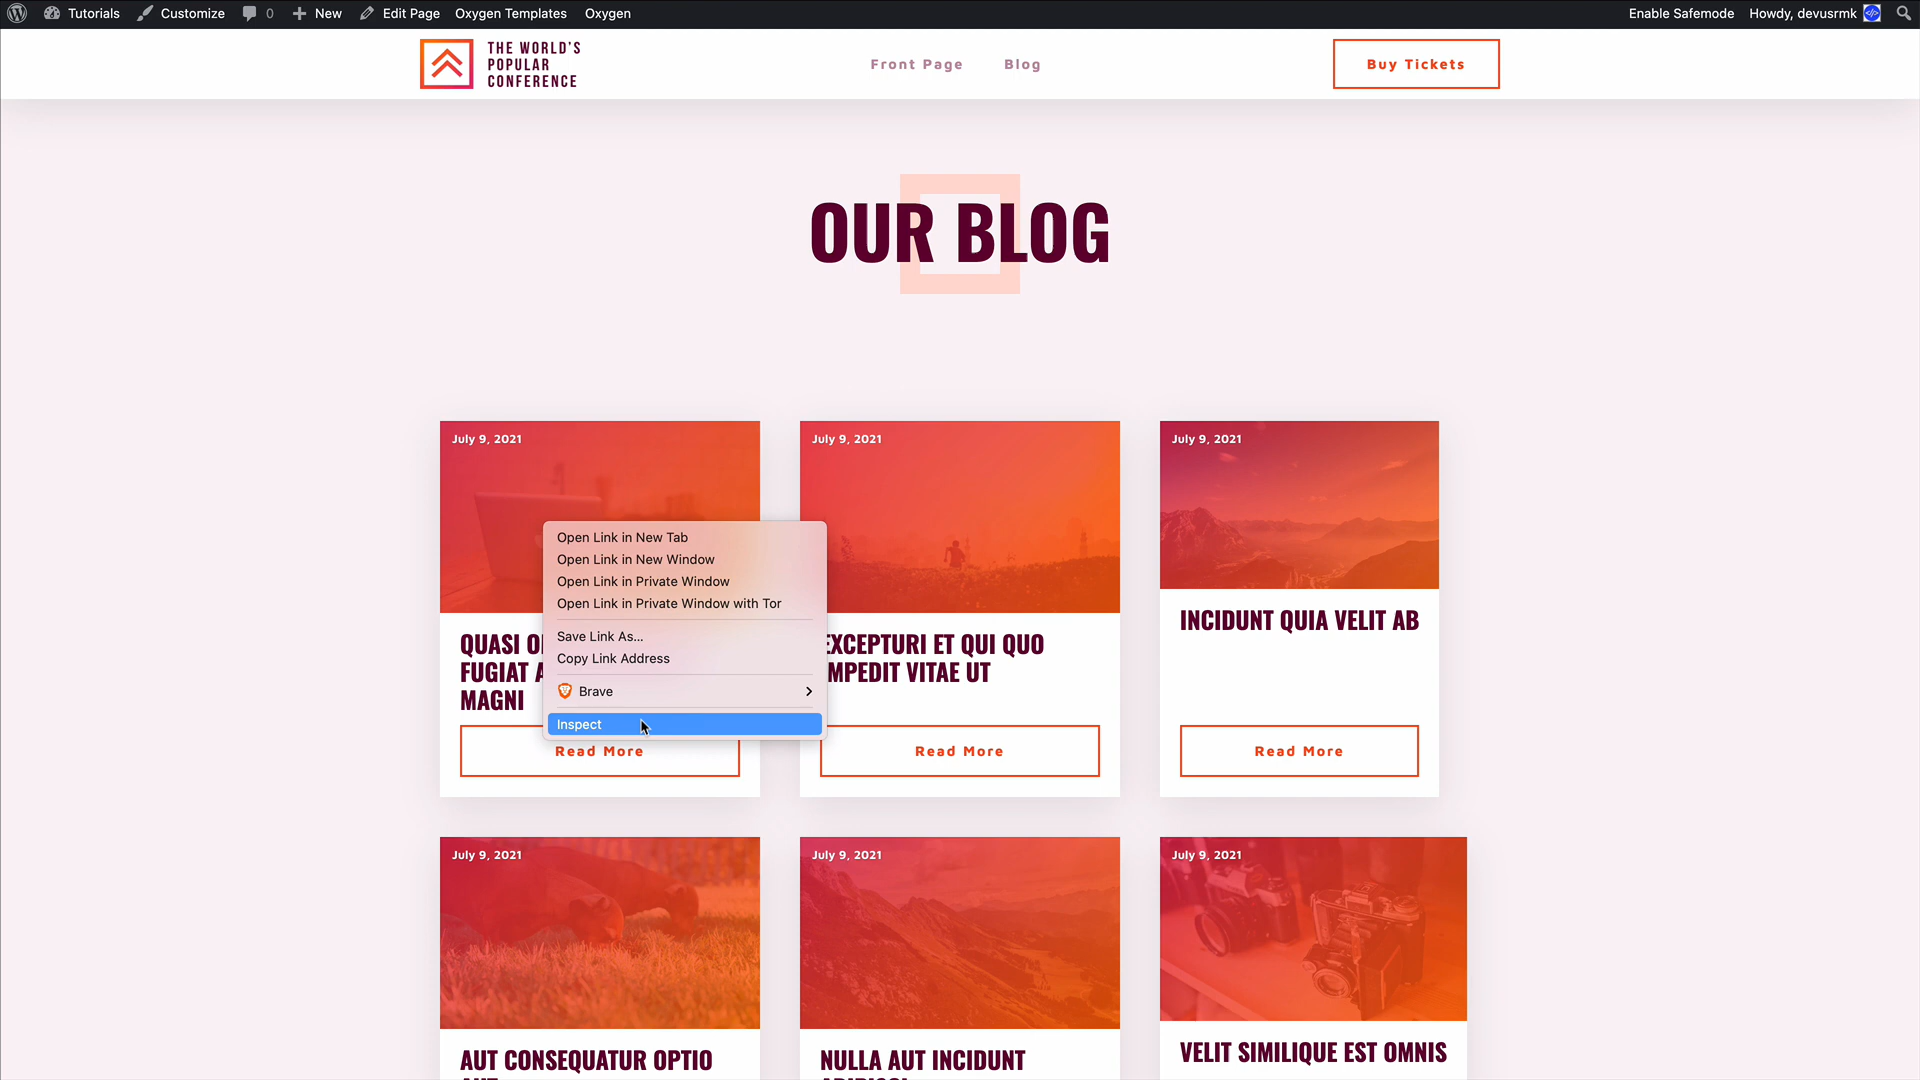 Tutorials
Customize
0
New
Edit Page
Oxygen Templates
Oxygen
Enable Safemode
Howdy, devusrmk
THE WORLD'S
POPULAR
CONFERENCE
Front Page
Blog
Buy Tickets
OUR BLOG
July 9, 2021
July 9, 2021
July 9, 2021
Open Link in New Tab
Open Link in New Window
Open Link in Private Window
Open Link in Private Window with Tor
Save Link As...
Copy Link Address
Brave
Inspect
QUASI
FUGIAT
MAGNI
Read More
EXCEPTURI ET QUI QUO
IMPEDIT VITAE UT
Read More
INCIDUNT QUIA VELIT AB
Read More
July 9, 2021
July 9, 2021
July 9, 2021
AUT CONSEQUATUR OPTIO
NULLA AUT INCIDUNT
VELIT SIMILIQUE EST OMNIS